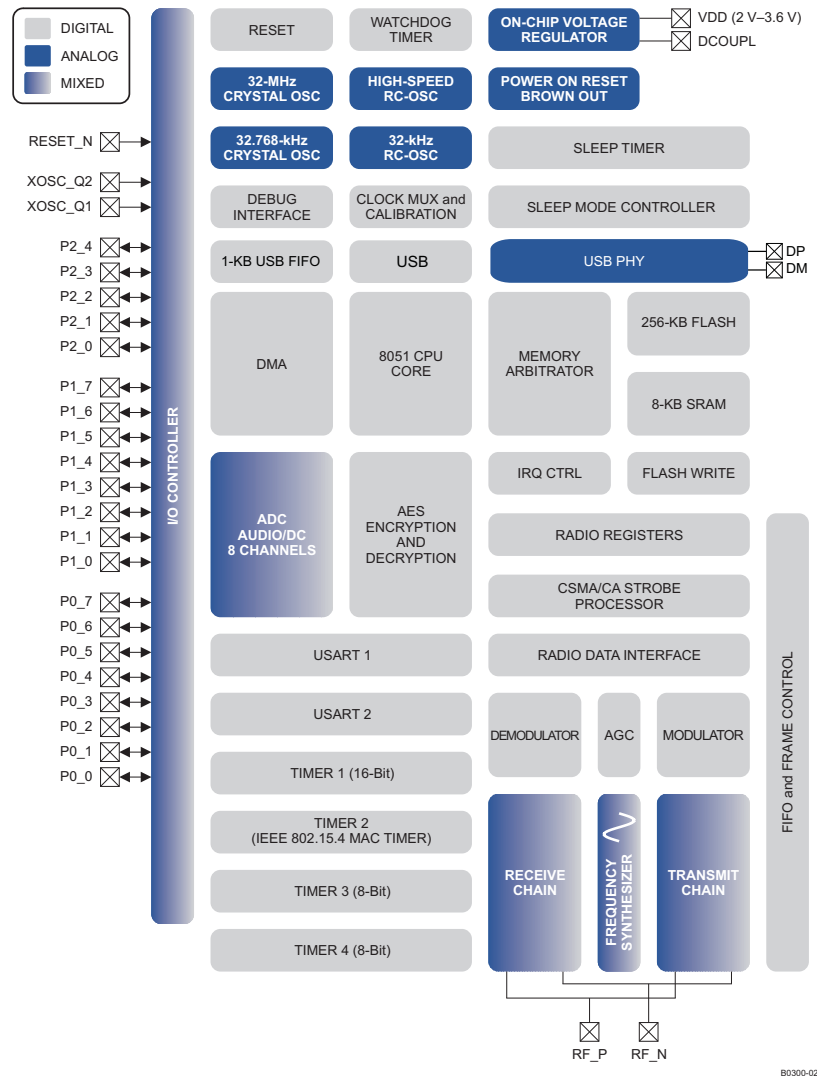 DIGITAL
ANALOG
MIXED
RESET
WATCHDOG
TIMER
ON-CHIP VOLTAGE
REGULATOR
VDD (2 V–3.6 V)
DCOUPL
32-MHz
CRYSTAL OSC
HIGH-SPEED
RC-OSC
POWER ON RESET
BROWN OUT
RESET_N
32.768-kHz
CRYSTAL OSC
32-kHz
RC-OSC
SLEEP TIMER
XOSC_Q2
XOSC_Q1
DEBUG
INTERFACE
CLOCK MUX and
CALIBRATION
SLEEP MODE CONTROLLER
P2_4
P2_3
P2_2
P2_1
P2_0
1-KB USB FIFO
USB
USB PHY
DP
DM
DMA
8051 CPU
CORE
MEMORY
ARBITRATOR
256-KB FLASH
8-KB SRAM
P1_7
P1_6
P1_5
P1_4
P1_3
P1_2
P1_1
P1_0
I/O CONTROLLER
ADC
AUDIO/DC
8 CHANNELS
AES
ENCRYPTION
AND
DECRYPTION
IRQ CTRL
FLASH WRITE
RADIO REGISTERS
CSMA/CA STROBE
PROCESSOR
P0_7
P0_6
P0_5
P0_4
P0_3
P0_2
P0_1
P0_0
USART 1
RADIO DATA INTERFACE
USART 2
DEMODULATOR
AGC
MODULATOR
FIFO and FRAME CONTROL
TIMER 1 (16-Bit)
TIMER 2
(IEEE 802.15.4 MAC TIMER)
TIMER 3 (8-Bit)
TIMER 4 (8-Bit)
RECEIVE
CHAIN
FREQUENCY
SYNTHESIZER
TRANSMIT
CHAIN
RF_P
RF_N
B0300-02